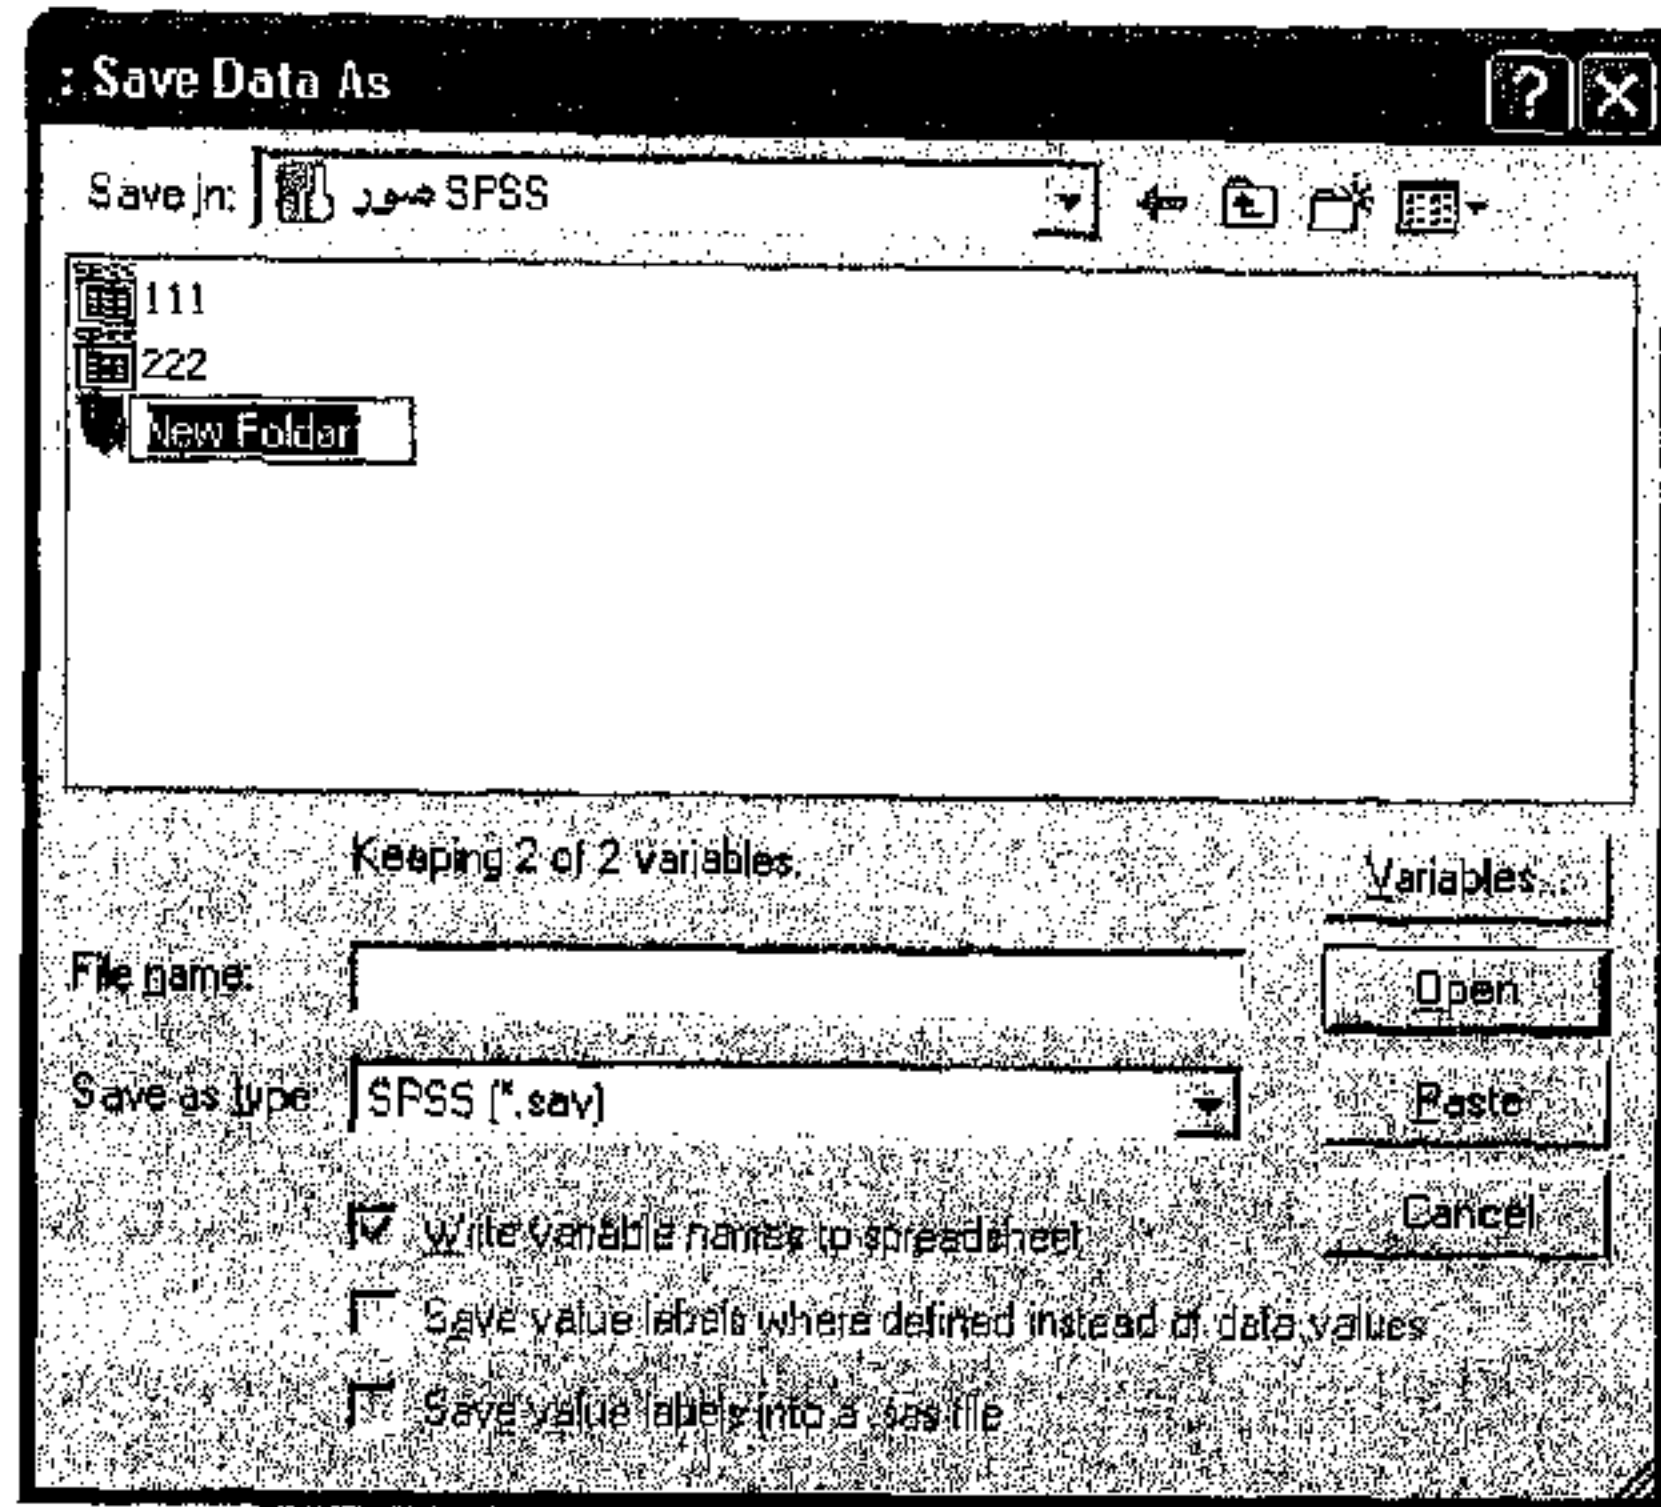 : Save Data As
Save in: صور SPSS
111
222
New Folder
Keeping 2 of 2 variables.
Variables...
File name:
Open
Save as type SPSS (*.sav)
Paste
Cancel
Write variable names to spreadsheet
Save value labels where defined instead of data values
Save value labels into a .sas file